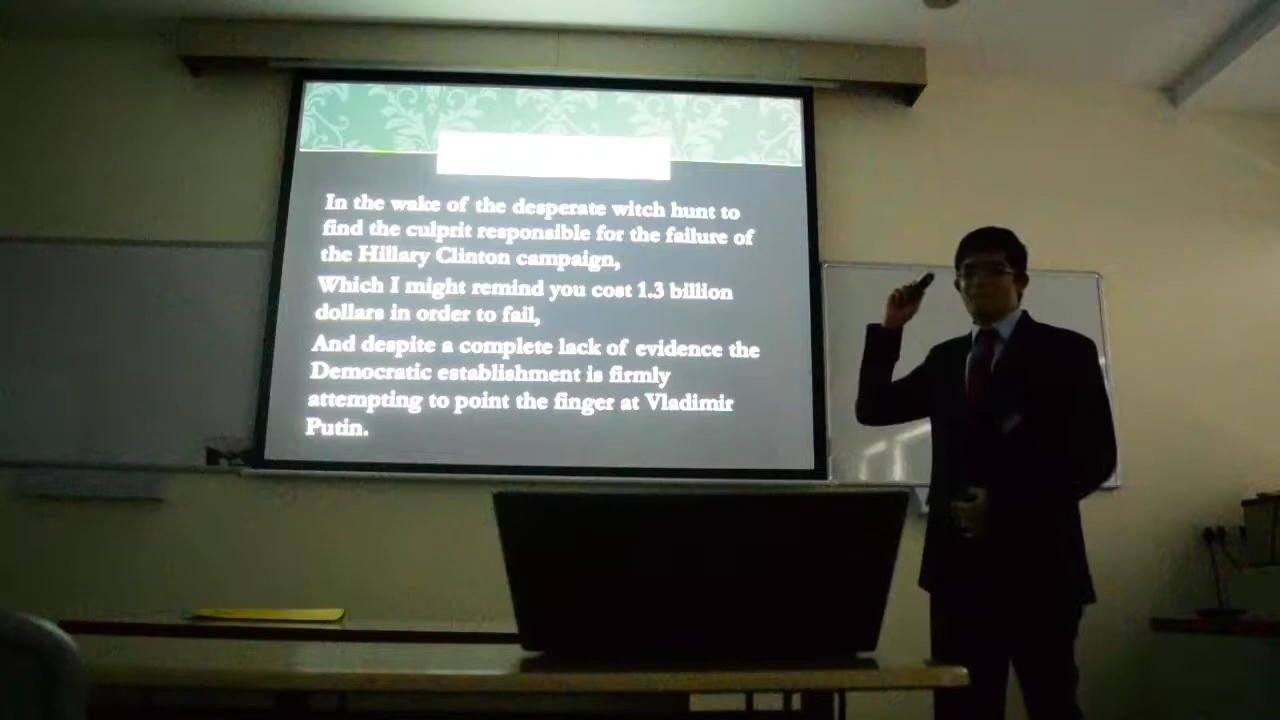 In the wake of the desperate witch hunt to
find the culprit responsible for the failure of
the Hillary Clinton campaign,
Which I might remind you cost 1.3 billion
dollars in order to fail,
And despite a complete lack of evidence the
Democratic establishment is firmly
attempting to point the finger at Vladimir
Putin.